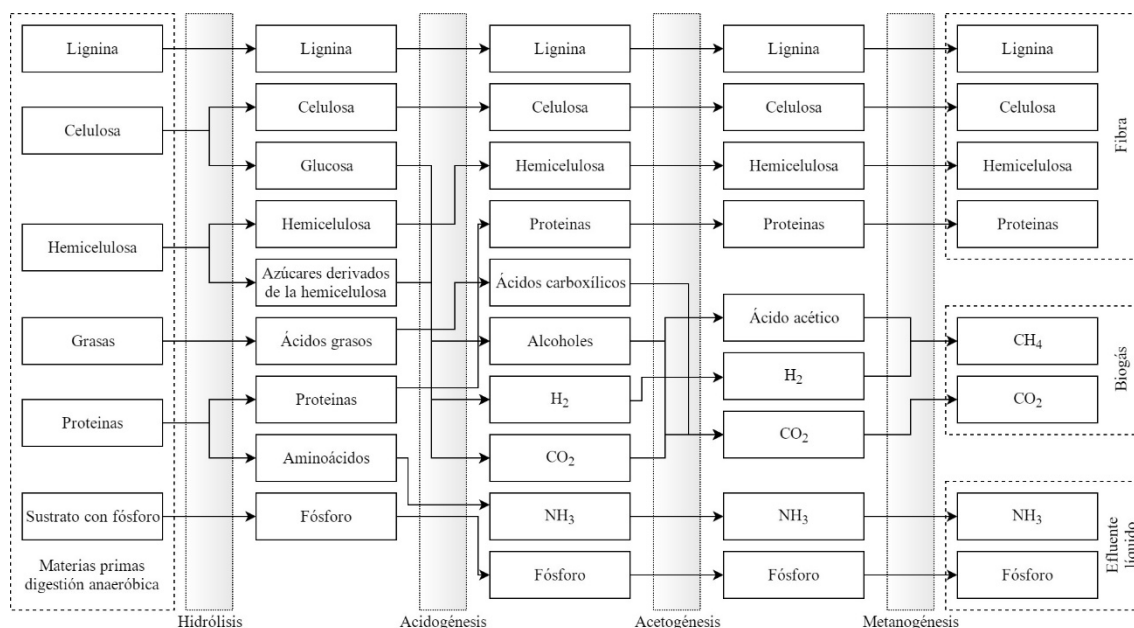 Lignina
Celulosa
Hemicelulosa
Grasas
Proteinas
Sustrato con fósforo
Materias primas
digestión anaeróbica
Hidrólisis
Lignina
Celulosa
Glucosa
Hemicelulosa
Azúcares derivados
de la hemicelulosa
Ácidos grasos
Proteinas
Aminoácidos
Fósforo
Acidogénesis
Lignina
Celulosa
Hemicelulosa
Proteinas
Ácidos carboxílicos
Alcoholes
H2
CO2
NH3
Fósforo
Acetogénesis
Lignina
Celulosa
Hemicelulosa
Proteinas
Ácido acético
H2
CO2
NH3
Fósforo
Metanogénesis
Lignina
Celulosa
Hemicelulosa
Proteinas
Fibra
CH4
CO2
Biogás
NH3
Fósforo
Efluente
líquido